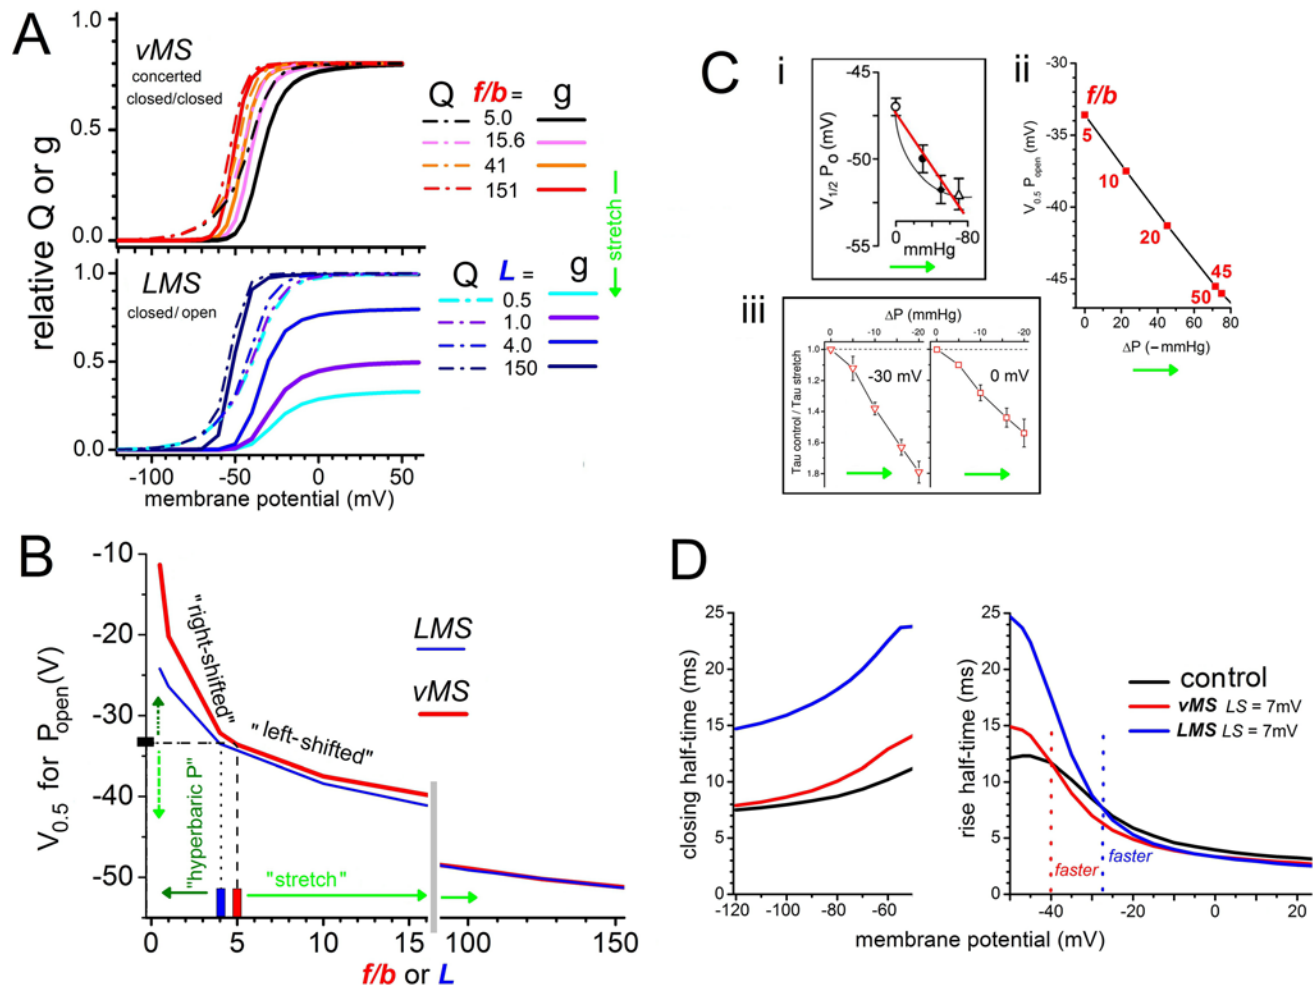 A
vMS
concerted
closed/closed
1.0
0.5
0.0
relative Q or g
Q f/b = g
5.0
15.6
41
151
stretch
LMS
closed/open
1.0
0.5
0.0
Q L = g
0.5
1.0
4.0
150
-100 -50 0 50
membrane potential (mV)
B
-10
-20
-30
-40
-50
V0.5 for Popen(V)
"right-shifted"
"left-shifted"
LMS
vMS
"hyperbaric P"
"stretch"
0 5 10 15 100 150
f/b or L
C
i
-45
-50
-55
V1/2 PO (mV)
0 -80
mmHg
ii
-30
-35
-40
-45
V0.5 Popen (mV)
f/b
5
10
20
45
50
0 20 40 60 80
ΔP (−mmHg)
iii
ΔP (mmHg)
0 -10 -20 0 -10 -20
1.0
1.2
1.4
1.6
1.8
Tau control / Tau stretch
-30 mV
0 mV
D
25
20
15
10
5
0
closing half-time (ms)
-120 -100 -80 -60
25
20
15
10
5
0
rise half-time (ms)
control
vMS LS = 7mV
LMS LS = 7mV
faster
faster
-40 -20 0 20
membrane potential (mV)